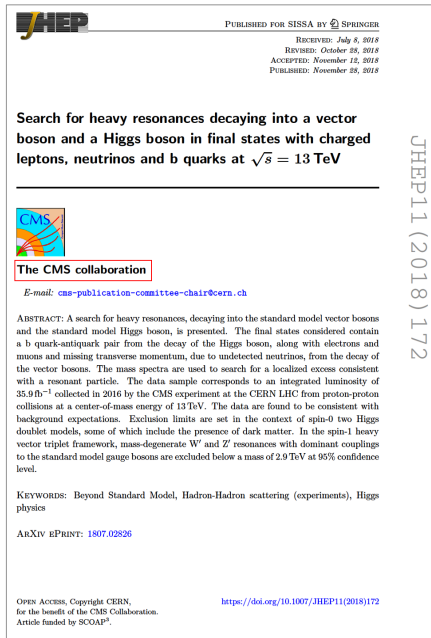 JHEP
PUBLISHED FOR SISSA BY Springer
RECEIVED: July 8, 2018
REVISED: October 28, 2018
ACCEPTED: November 12, 2018
PUBLISHED: November 28, 2018
Search for heavy resonances decaying into a vector
boson and a Higgs boson in final states with charged
leptons, neutrinos and b quarks at √s = 13 TeV
CMS
The CMS collaboration
E-mail: cms-publication-committee-chair@cern.ch
ABSTRACT: A search for heavy resonances, decaying into the standard model vector bosons
and the standard model Higgs boson, is presented. The final states considered contain
a b quark-antiquark pair from the decay of the Higgs boson, along with electrons and
muons and missing transverse momentum, due to undetected neutrinos, from the decay of
the vector bosons. The mass spectra are used to search for a localized excess consistent
with a resonant particle. The data sample corresponds to an integrated luminosity of
35.9 fb⁻¹ collected in 2016 by the CMS experiment at the CERN LHC from proton-proton
collisions at a center-of-mass energy of 13 TeV. The data are found to be consistent with
background expectations. Exclusion limits are set in the context of spin-0 two Higgs
doublet models, some of which include the presence of dark matter. In the spin-1 heavy
vector triplet framework, mass-degenerate W′ and Z′ resonances with dominant couplings
to the standard model gauge bosons are excluded below a mass of 2.9 TeV at 95% confidence
level.
KEYWORDS: Beyond Standard Model, Hadron-Hadron scattering (experiments), Higgs
physics
ARXIV EPRINT: 1807.02826
OPEN ACCESS, Copyright CERN,
for the benefit of the CMS Collaboration.
Article funded by SCOAP³.
https://doi.org/10.1007/JHEP11(2018)172
JHEP11(2018)172